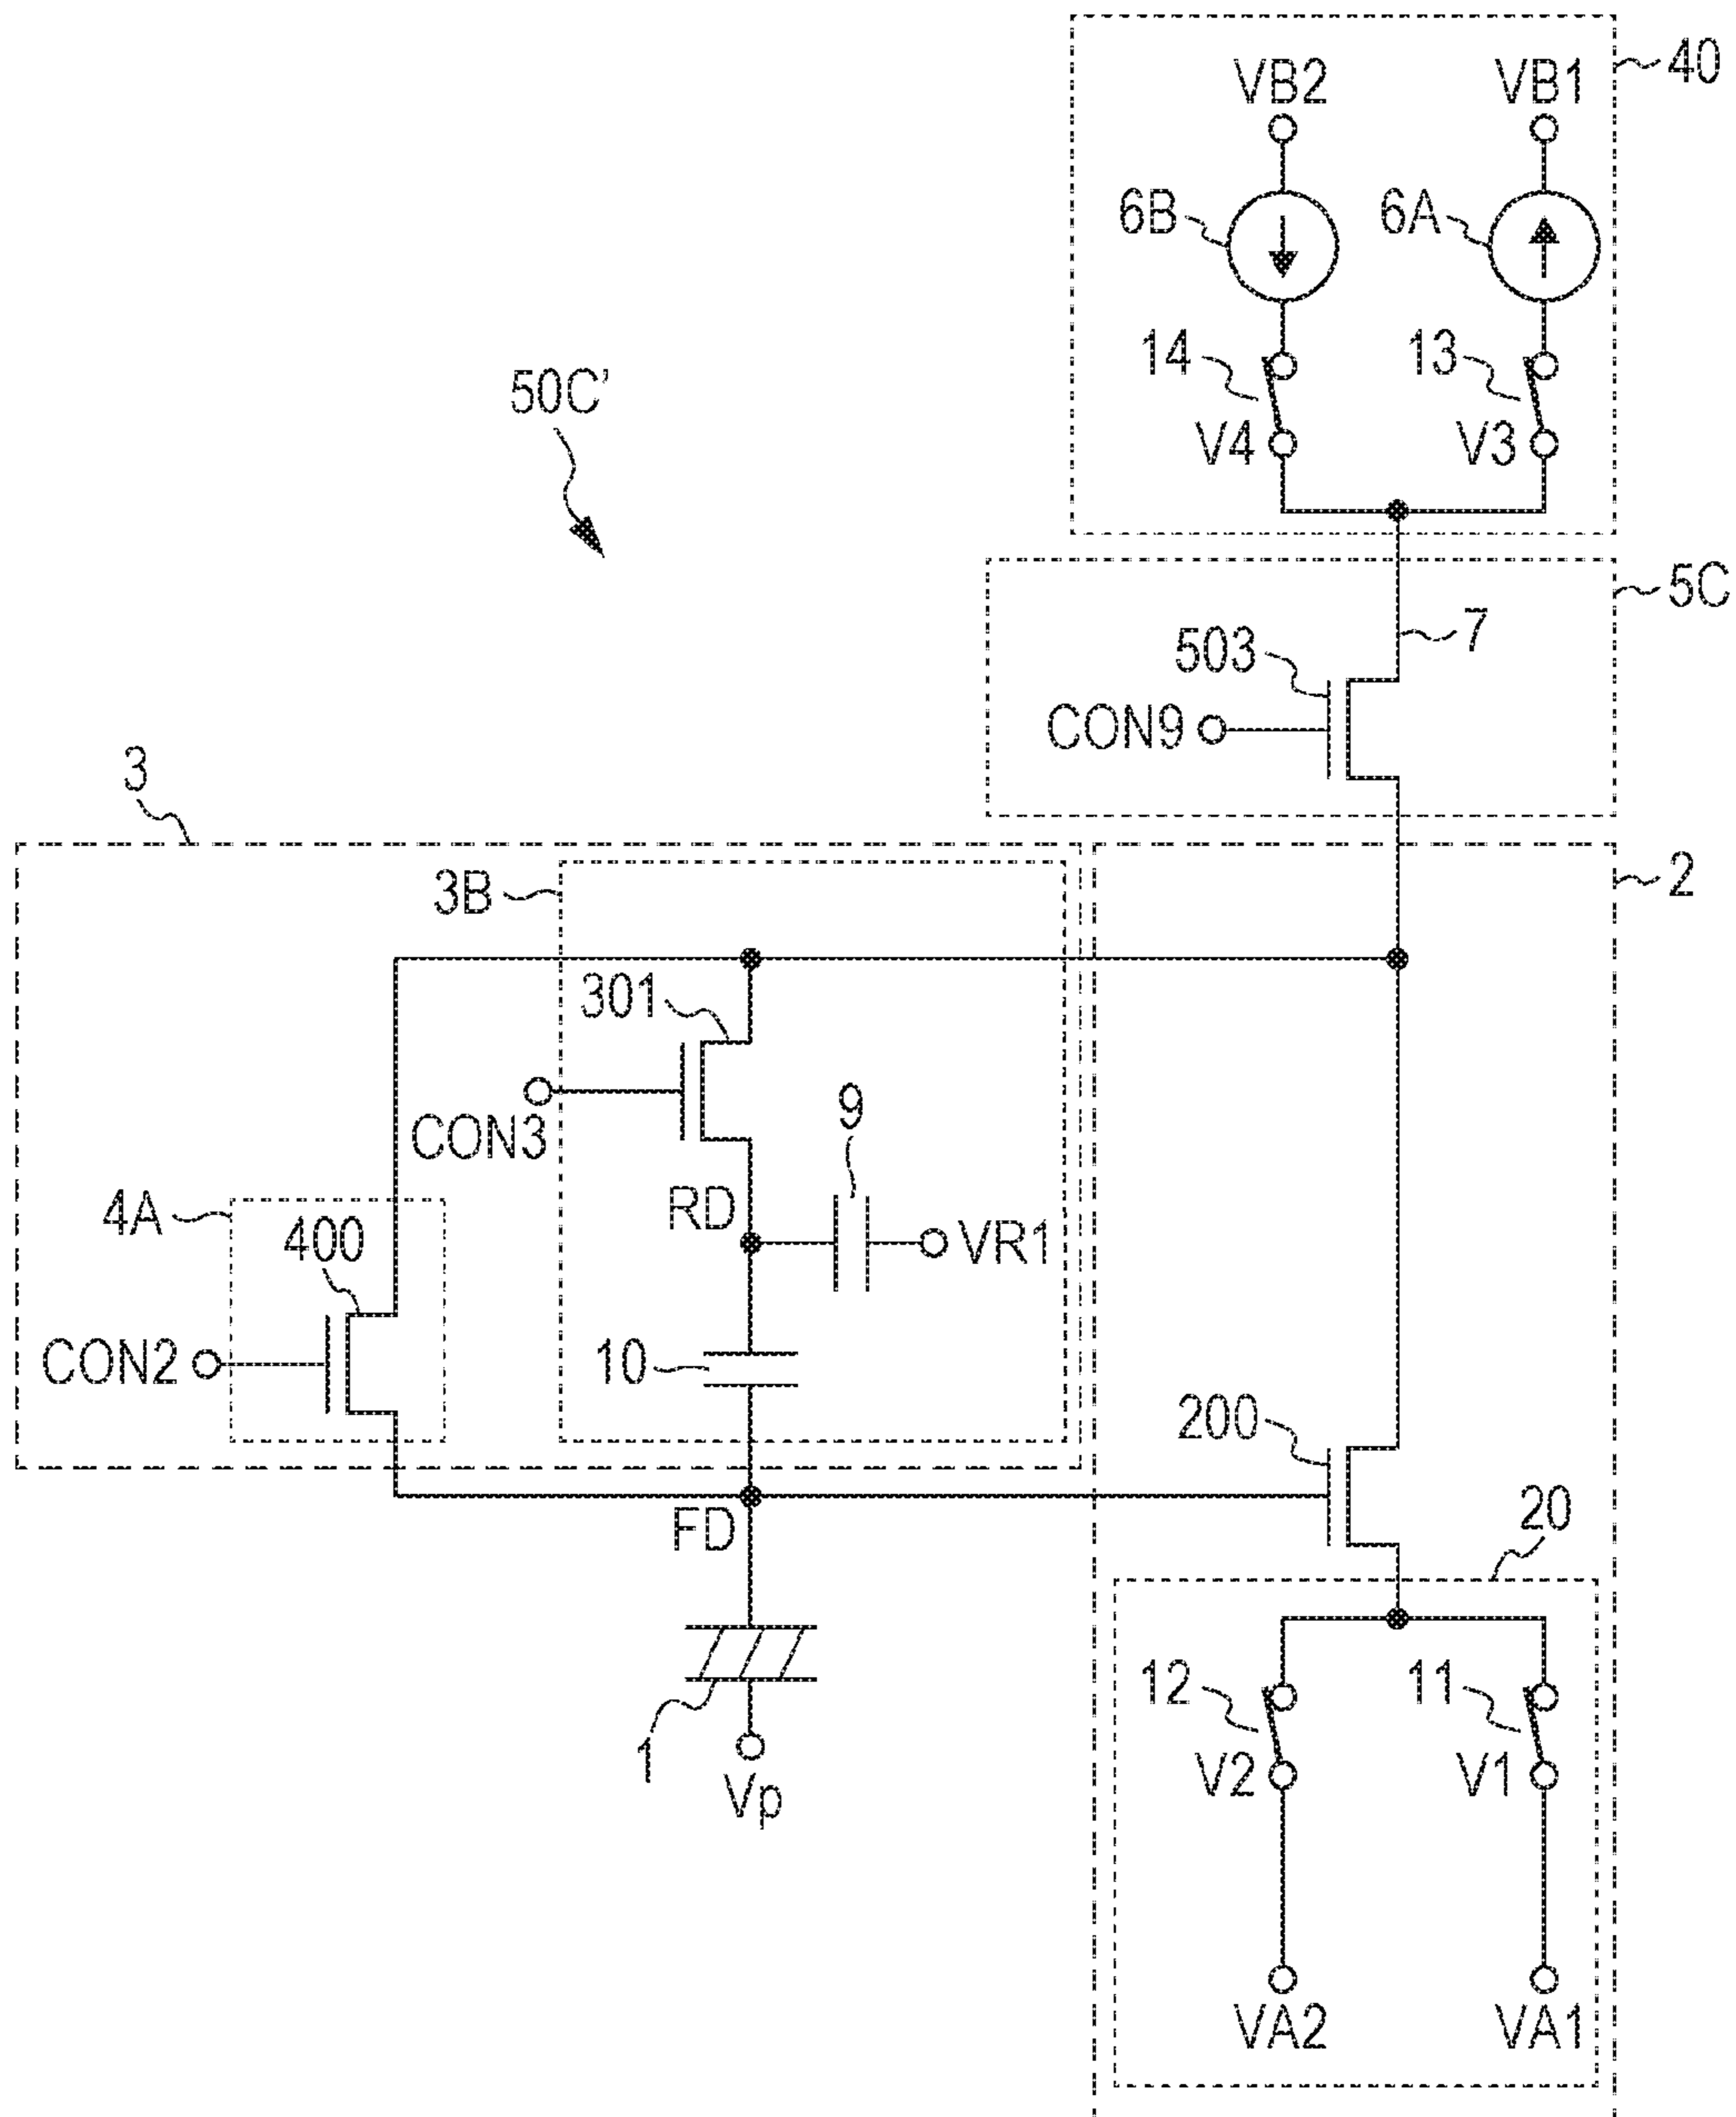 40
VB2 VB1
6B 6A
14 13
50C’
V4 V3
5C
7
503
CON9
3
3B
2
301
9
CON3
4A
RD
400
VR1
10
CON2
200
20
FD
12 11
1
V2 V1
Vp
VA2 VA1